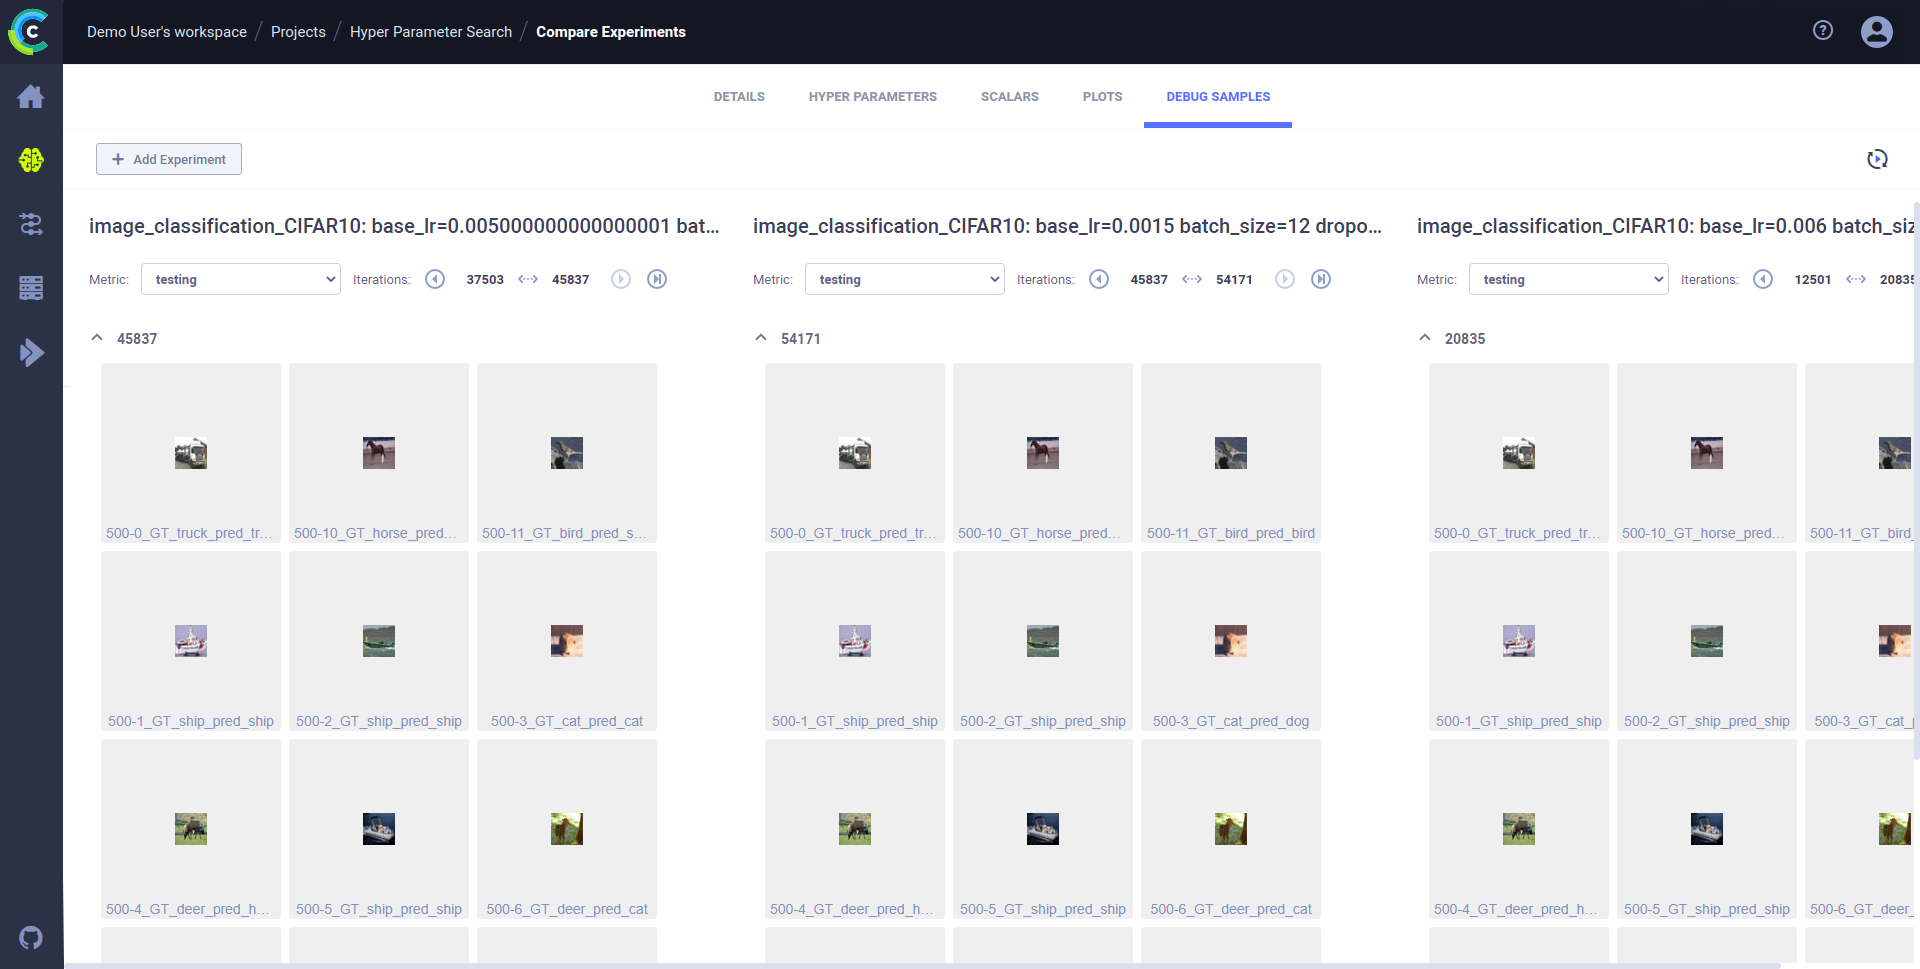 Demo User's workspace / Projects / Hyper Parameter Search / Compare Experiments
DETAILS HYPER PARAMETERS SCALARS PLOTS DEBUG SAMPLES
+ Add Experiment
image_classification_CIFAR10: base_lr=0.005000000000000001 bat...
Metric: testing Iterations: 37503 45837
45837
500-0_GT_truck_pred_tr... 500-10_GT_horse_pred... 500-11_GT_bird_pred_s...
500-1_GT_ship_pred_ship 500-2_GT_ship_pred_ship 500-3_GT_cat_pred_cat
500-4_GT_deer_pred_h... 500-5_GT_ship_pred_ship 500-6_GT_deer_pred_cat
image_classification_CIFAR10: base_lr=0.0015 batch_size=12 dropo...
Metric: testing Iterations: 45837 54171
54171
500-0_GT_truck_pred_tr... 500-10_GT_horse_pred... 500-11_GT_bird_pred_bird
500-1_GT_ship_pred_ship 500-2_GT_ship_pred_ship 500-3_GT_cat_pred_dog
500-4_GT_deer_pred_h... 500-5_GT_ship_pred_ship 500-6_GT_deer_pred_cat
image_classification_CIFAR10: base_lr=0.006 batch_siz
Metric: testing Iterations: 12501 20835
20835
500-0_GT_truck_pred_tr... 500-10_GT_horse_pred... 500-11_GT_bird_
500-1_GT_ship_pred_ship 500-2_GT_ship_pred_ship 500-3_GT_cat_p
500-4_GT_deer_pred_h... 500-5_GT_ship_pred_ship 500-6_GT_deer_